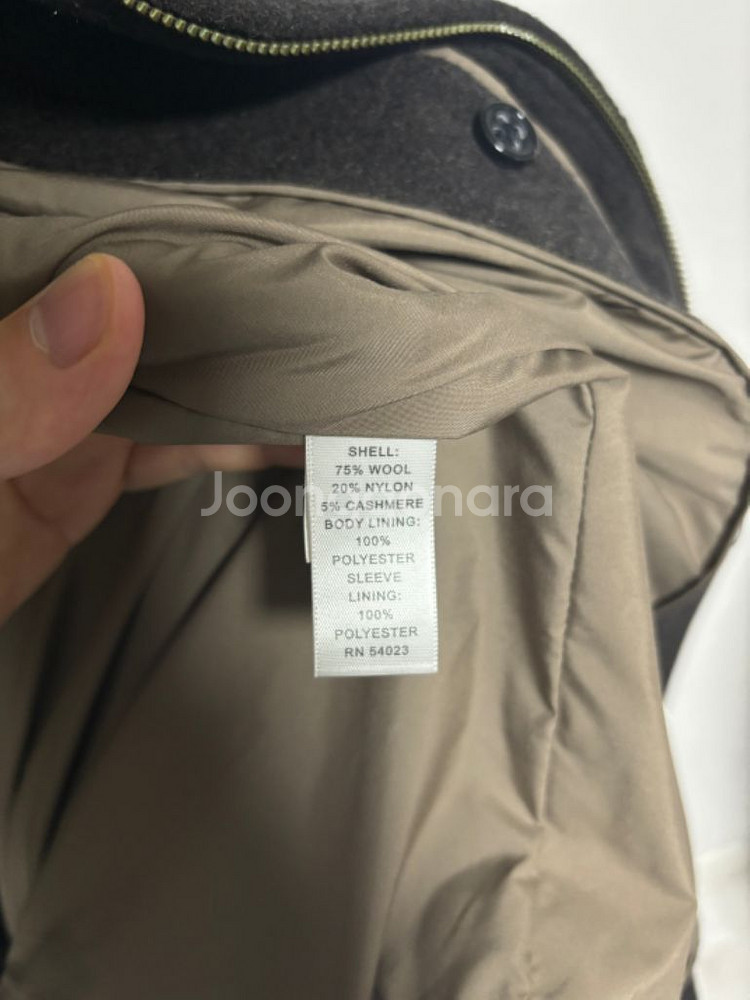 SHELL:
75% WOOL
20% NYLON
5% CASHMERE
BODY LINING:
100%
POLYESTER
SLEEVE
LINING:
100%
POLYESTER
RN 54023